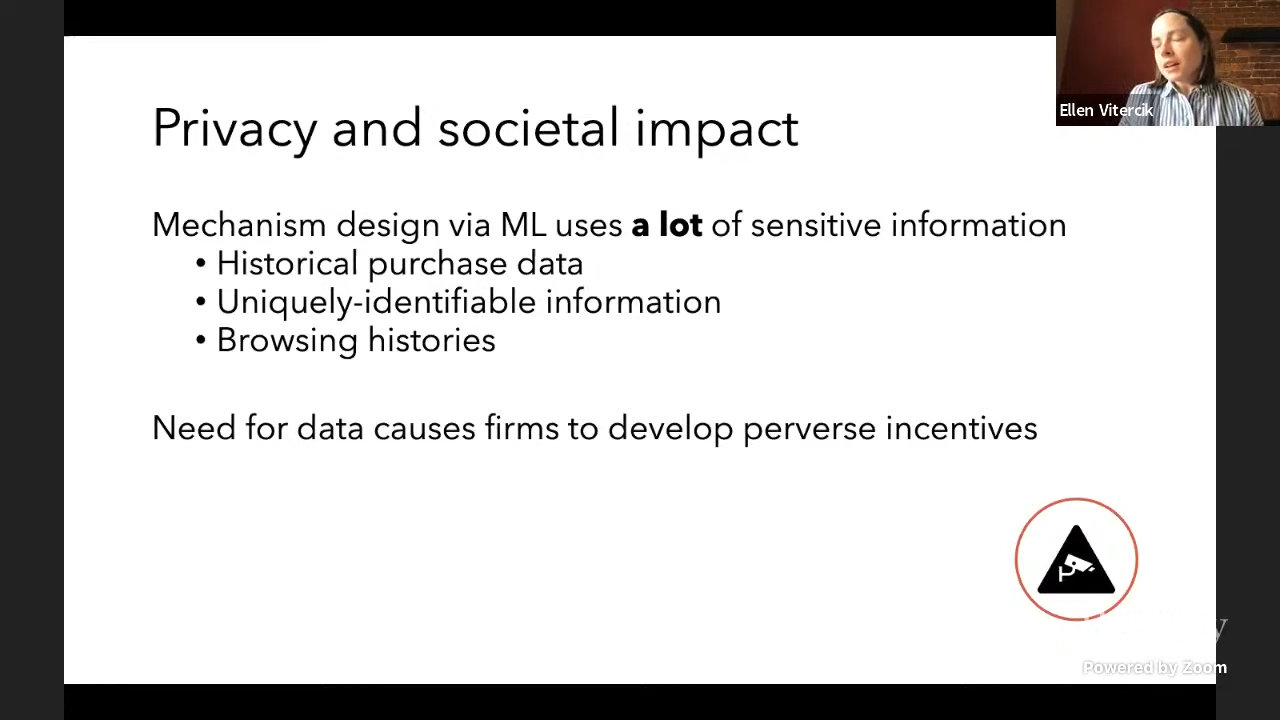 Ellen Vitercik
Privacy and societal impact
Mechanism design via ML uses a lot of sensitive information
• Historical purchase data
• Uniquely-identifiable information
• Browsing histories
Need for data causes firms to develop perverse incentives
Powered by Zoom